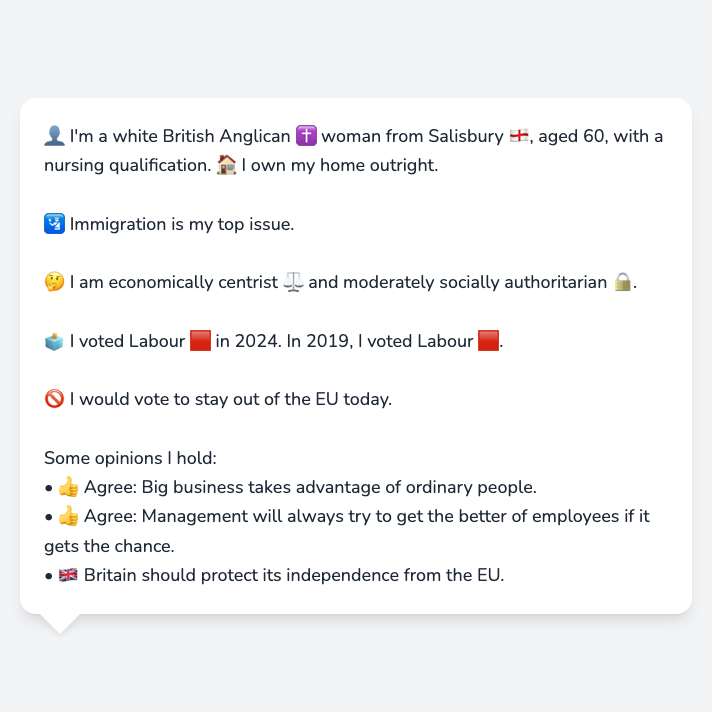 👤 I'm a white British Anglican ✝️ woman from Salisbury 🏴󠁧󠁢󠁥󠁮󠁧󠁿, aged 60, with a
nursing qualification. 🏠 I own my home outright.
🛂 Immigration is my top issue.
🤔 I am economically centrist ⚖️ and moderately socially authoritarian 🔒.
🗳️ I voted Labour 🟥 in 2024. In 2019, I voted Labour 🟥.
🚫 I would vote to stay out of the EU today.
Some opinions I hold:
• 👍 Agree: Big business takes advantage of ordinary people.
• 👍 Agree: Management will always try to get the better of employees if it
gets the chance.
• 🇬🇧 Britain should protect its independence from the EU.